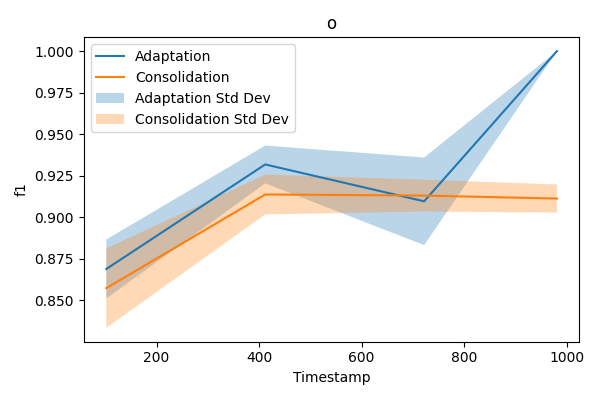 o
Adaptation
Consolidation
Adaptation Std Dev
Consolidation Std Dev
f1
1.000
0.975
0.950
0.925
0.900
0.875
0.850
200 400 600 800 1000
Timestamp